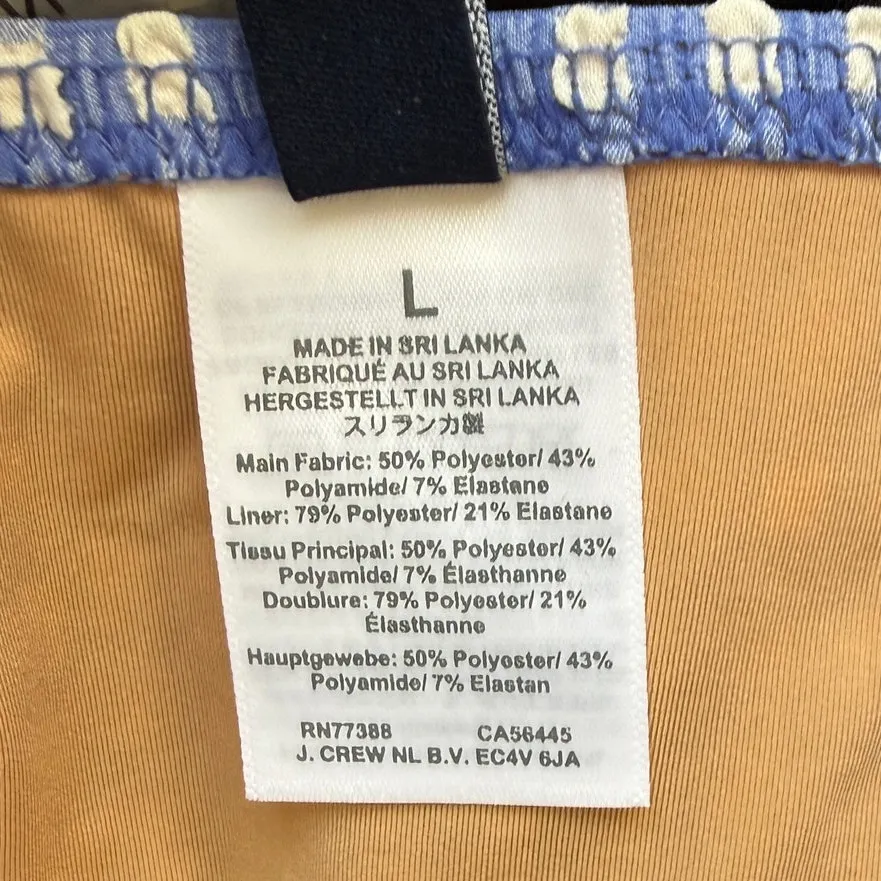 L
MADE IN SRI LANKA
FABRIQUÉ AU SRI LANKA
HERGESTELLT IN SRI LANKA
スリランカ製
Main Fabric: 50% Polyester/ 43%
Polyamide/ 7% Elastane
Liner: 79% Polyester/ 21% Elastane
Tissu Principal: 50% Polyester/ 43%
Polyamide/ 7% Élasthanne
Doublure: 79% Polyester/ 21%
Élasthanne
Hauptgewebe: 50% Polyester/ 43%
Polyamide/ 7% Elastan
RN77388 CA56445
J. CREW NL B.V. EC4V 6JA